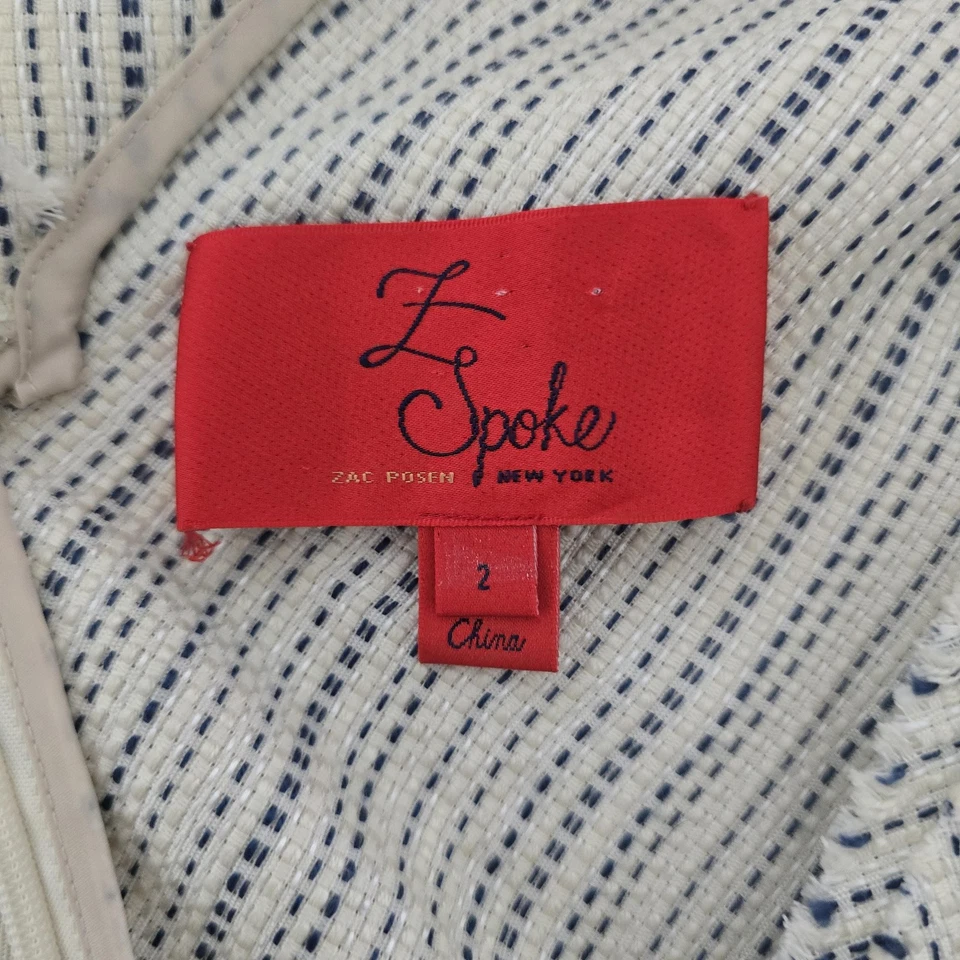 Z
Spoke
ZAC POSEN NEW YORK
2
China